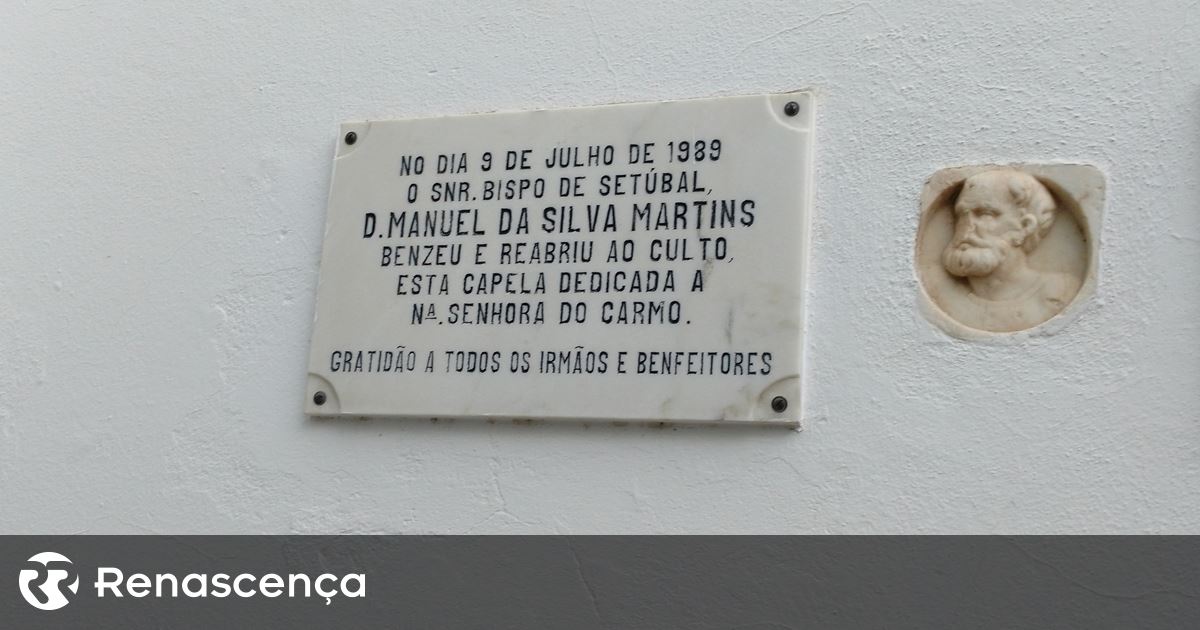 NO DIA 9 DE JULHO DE 1989
O SNR. BISPO DE SETÚBAL,
D. MANUEL DA SILVA MARTINS
BENZEU E REABRIU AO CULTO,
ESTA CAPELA DEDICADA A
Nª. SENHORA DO CARMO.
GRATIDÃO A TODOS OS IRMÃOS E BENFEITORES
Renascença